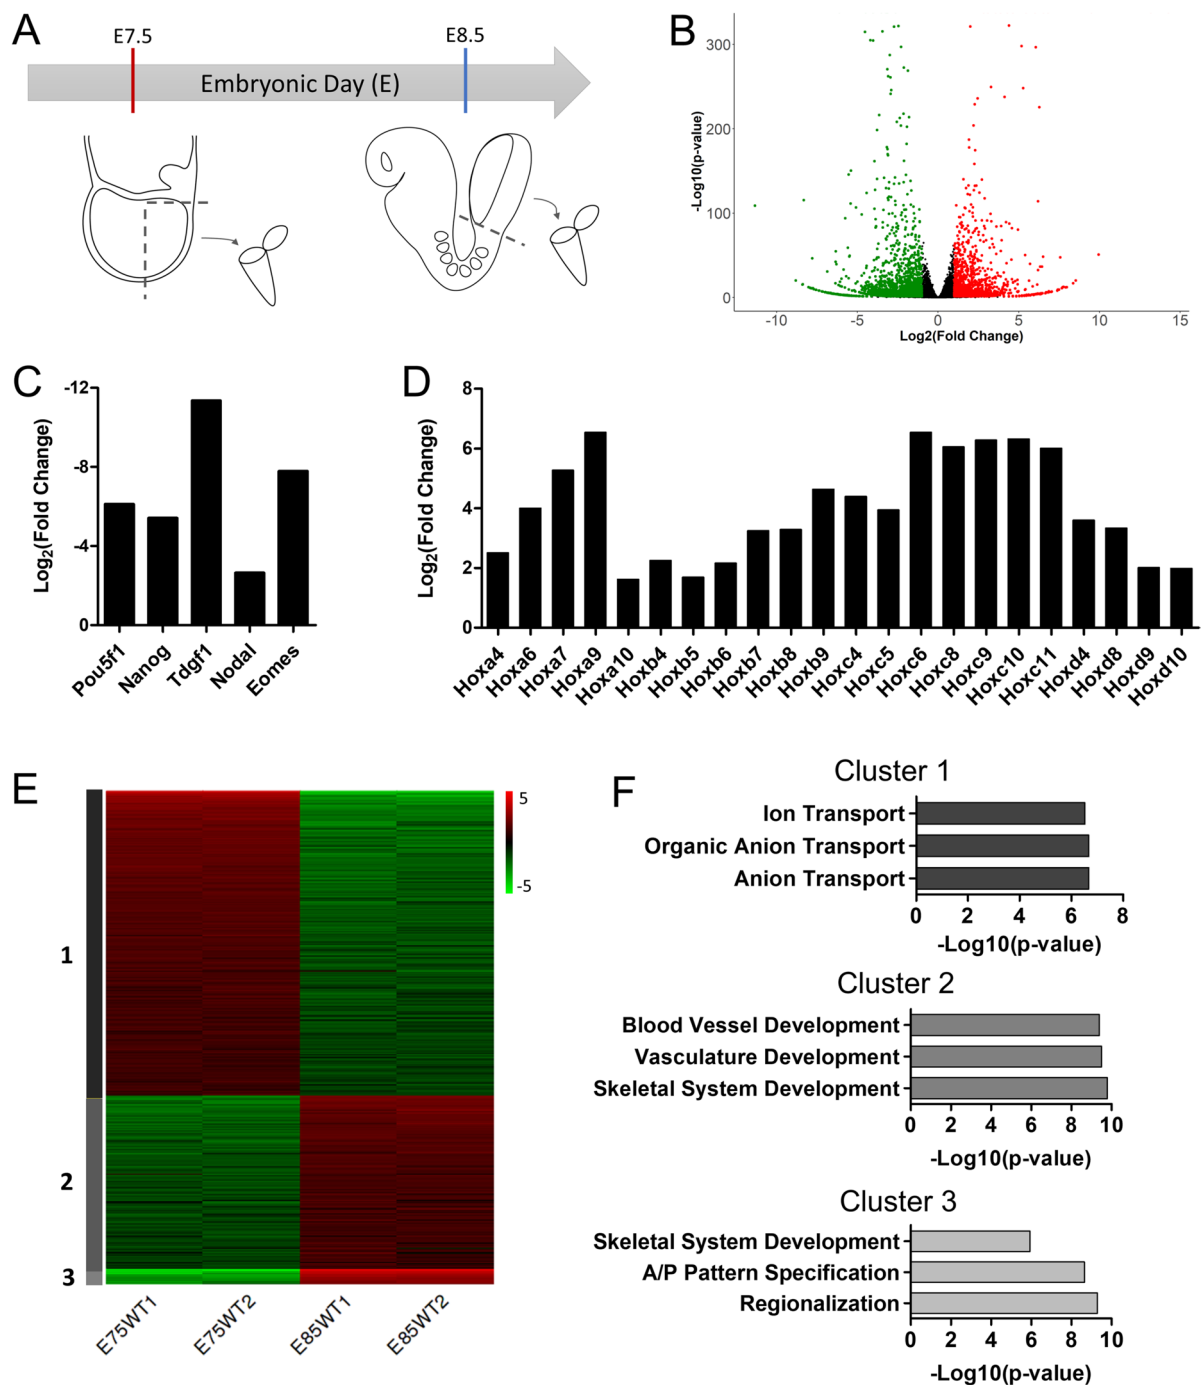 A
E7.5
E8.5
Embryonic Day (E)
B
300
200
100
0
-Log10(p-value)
-10
-5
0
5
10
15
Log2(Fold Change)
C
-12
-8
-4
0
Log2(Fold Change)
Pou5f1
Nanog
Tdgf1
Nodal
Eomes
D
8
6
4
2
0
Log2(Fold Change)
Hoxa4
Hoxa6
Hoxa7
Hoxa9
Hoxa10
Hoxb4
Hoxb5
Hoxb6
Hoxb7
Hoxb8
Hoxb9
Hoxc4
Hoxc5
Hoxc6
Hoxc8
Hoxc9
Hoxc10
Hoxc11
Hoxd4
Hoxd8
Hoxd9
Hoxd10
E
5
-5
1
2
3
E75WT1
E75WT2
E85WT1
E85WT2
F
Cluster 1
Ion Transport
Organic Anion Transport
Anion Transport
0 2 4 6 8
-Log10(p-value)
Cluster 2
Blood Vessel Development
Vasculature Development
Skeletal System Development
0 2 4 6 8 10
-Log10(p-value)
Cluster 3
Skeletal System Development
A/P Pattern Specification
Regionalization
0 2 4 6 8 10
-Log10(p-value)